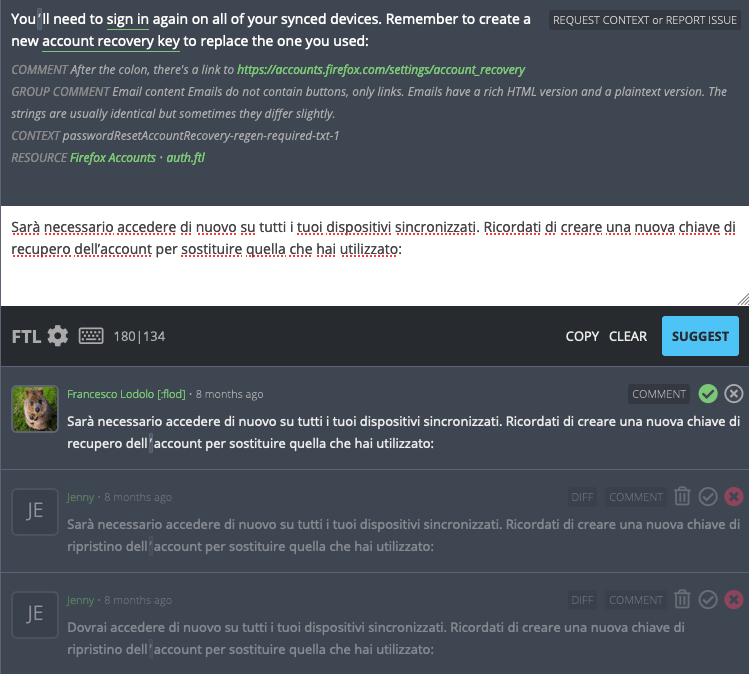 You’ll need to sign in again on all of your synced devices. Remember to create a
REQUEST CONTEXT or REPORT ISSUE
new account recovery key to replace the one you used:
COMMENT After the colon, there's a link to https://accounts.firefox.com/settings/account_recovery
GROUP COMMENT Email content Emails do not contain buttons, only links. Emails have a rich HTML version and a plaintext version. The
strings are usually identical but sometimes they differ slightly.
CONTEXT passwordResetAccountRecovery-regen-required-txt-1
RESOURCE Firefox Accounts • auth.ftl
Sarà necessario accedere di nuovo su tutti i tuoi dispositivi sincronizzati. Ricordati di creare una nuova chiave di
recupero dell’account per sostituire quella che hai utilizzato:
FTL
180|134
COPY CLEAR SUGGEST
Francesco Lodolo [:flod] • 8 months ago
COMMENT
Sarà necessario accedere di nuovo su tutti i tuoi dispositivi sincronizzati. Ricordati di creare una nuova chiave di
recupero dell’account per sostituire quella che hai utilizzato:
JE
Jenny • 8 months ago
DIFF COMMENT
Sarà necessario accedere di nuovo su tutti i tuoi dispositivi sincronizzati. Ricordati di creare una nuova chiave di
ripristino dell’account per sostituire quella che hai utilizzato:
JE
Jenny • 8 months ago
DIFF COMMENT
Dovrai accedere di nuovo su tutti i tuoi dispositivi sincronizzati. Ricordati di creare una nuova chiave di
ripristino dell’account per sostituire quella che hai utilizzato: